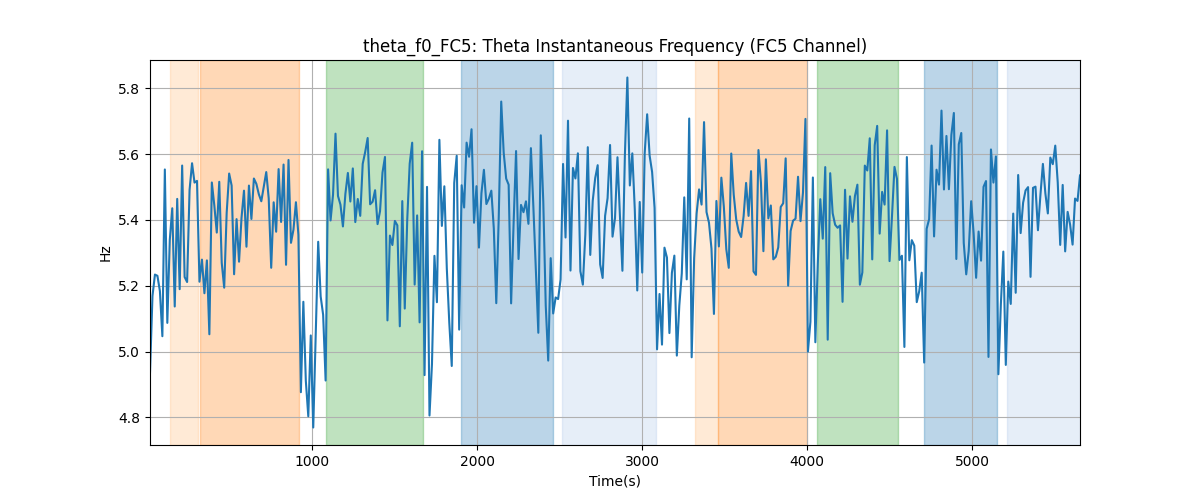 theta_f0_FC5: Theta Instantaneous Frequency (FC5 Channel)
Hz
5.8
5.6
5.4
5.2
5.0
4.8
1000 2000 3000 4000 5000
Time(s)